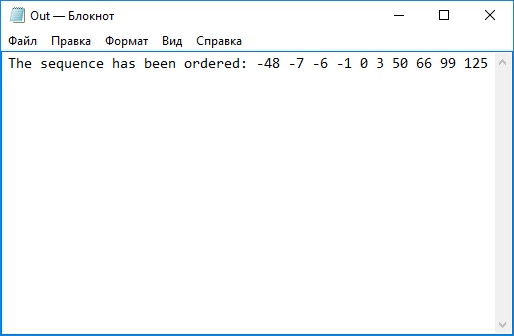 Out — Блокнот
Файл Правка Формат Вид Справка
The sequence has been ordered: -48 -7 -6 -1 0 3 50 66 99 125